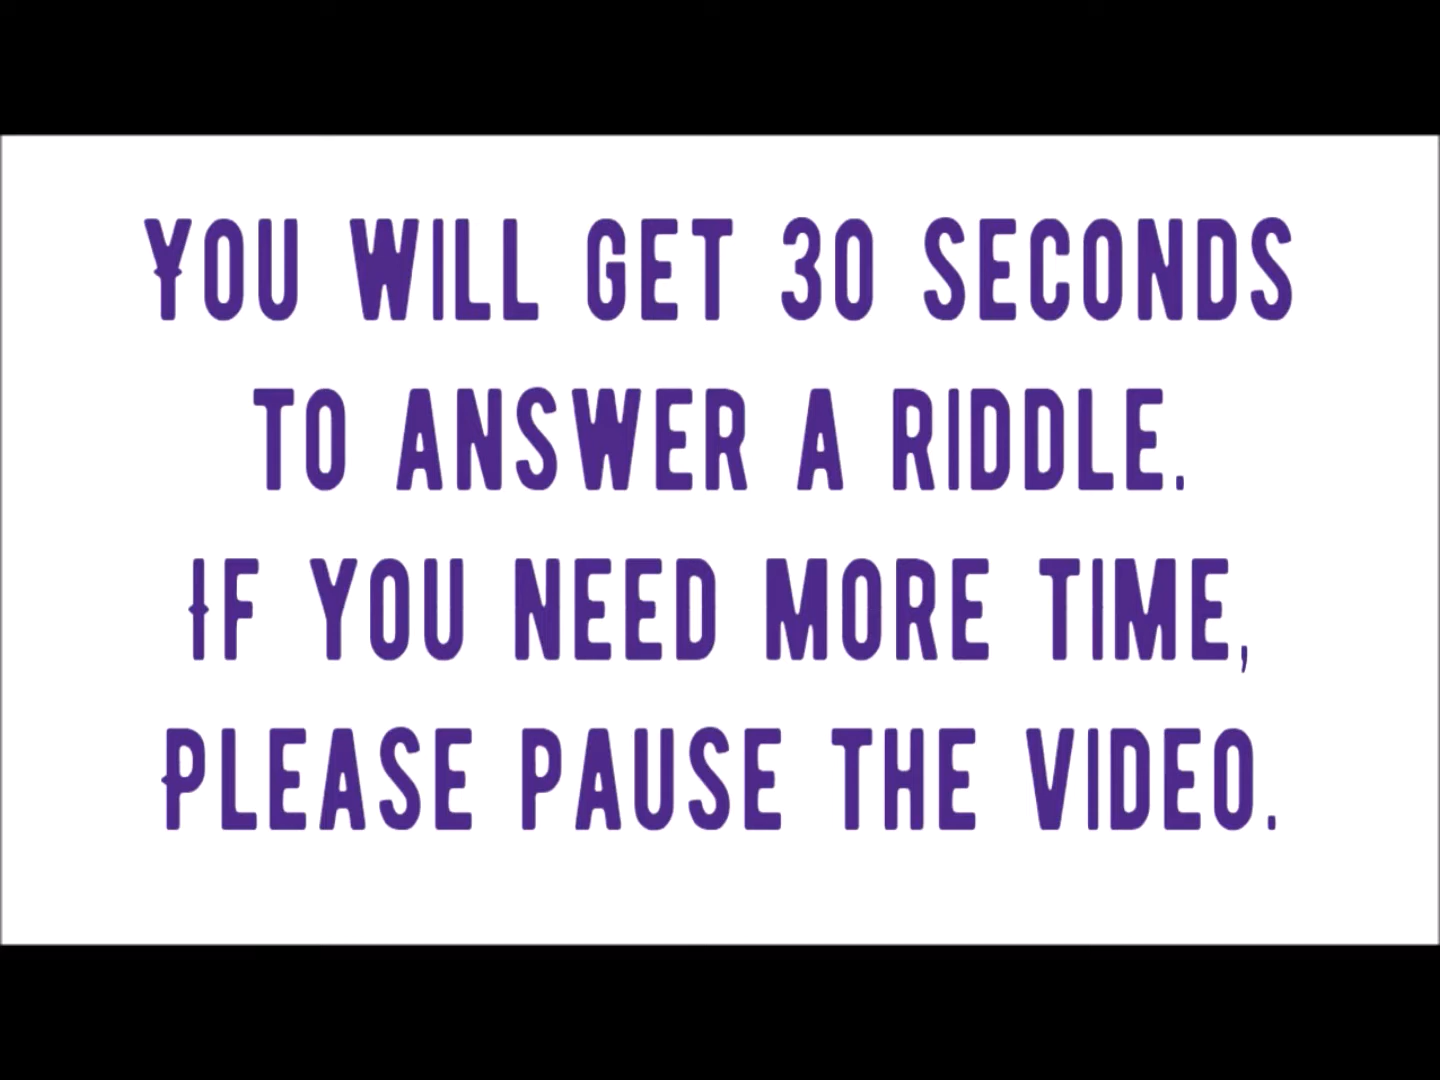 YOU WILL GET 30 SECONDS
TO ANSWER A RIDDLE.
IF YOU NEED MORE TIME,
PLEASE PAUSE THE VIDEO.